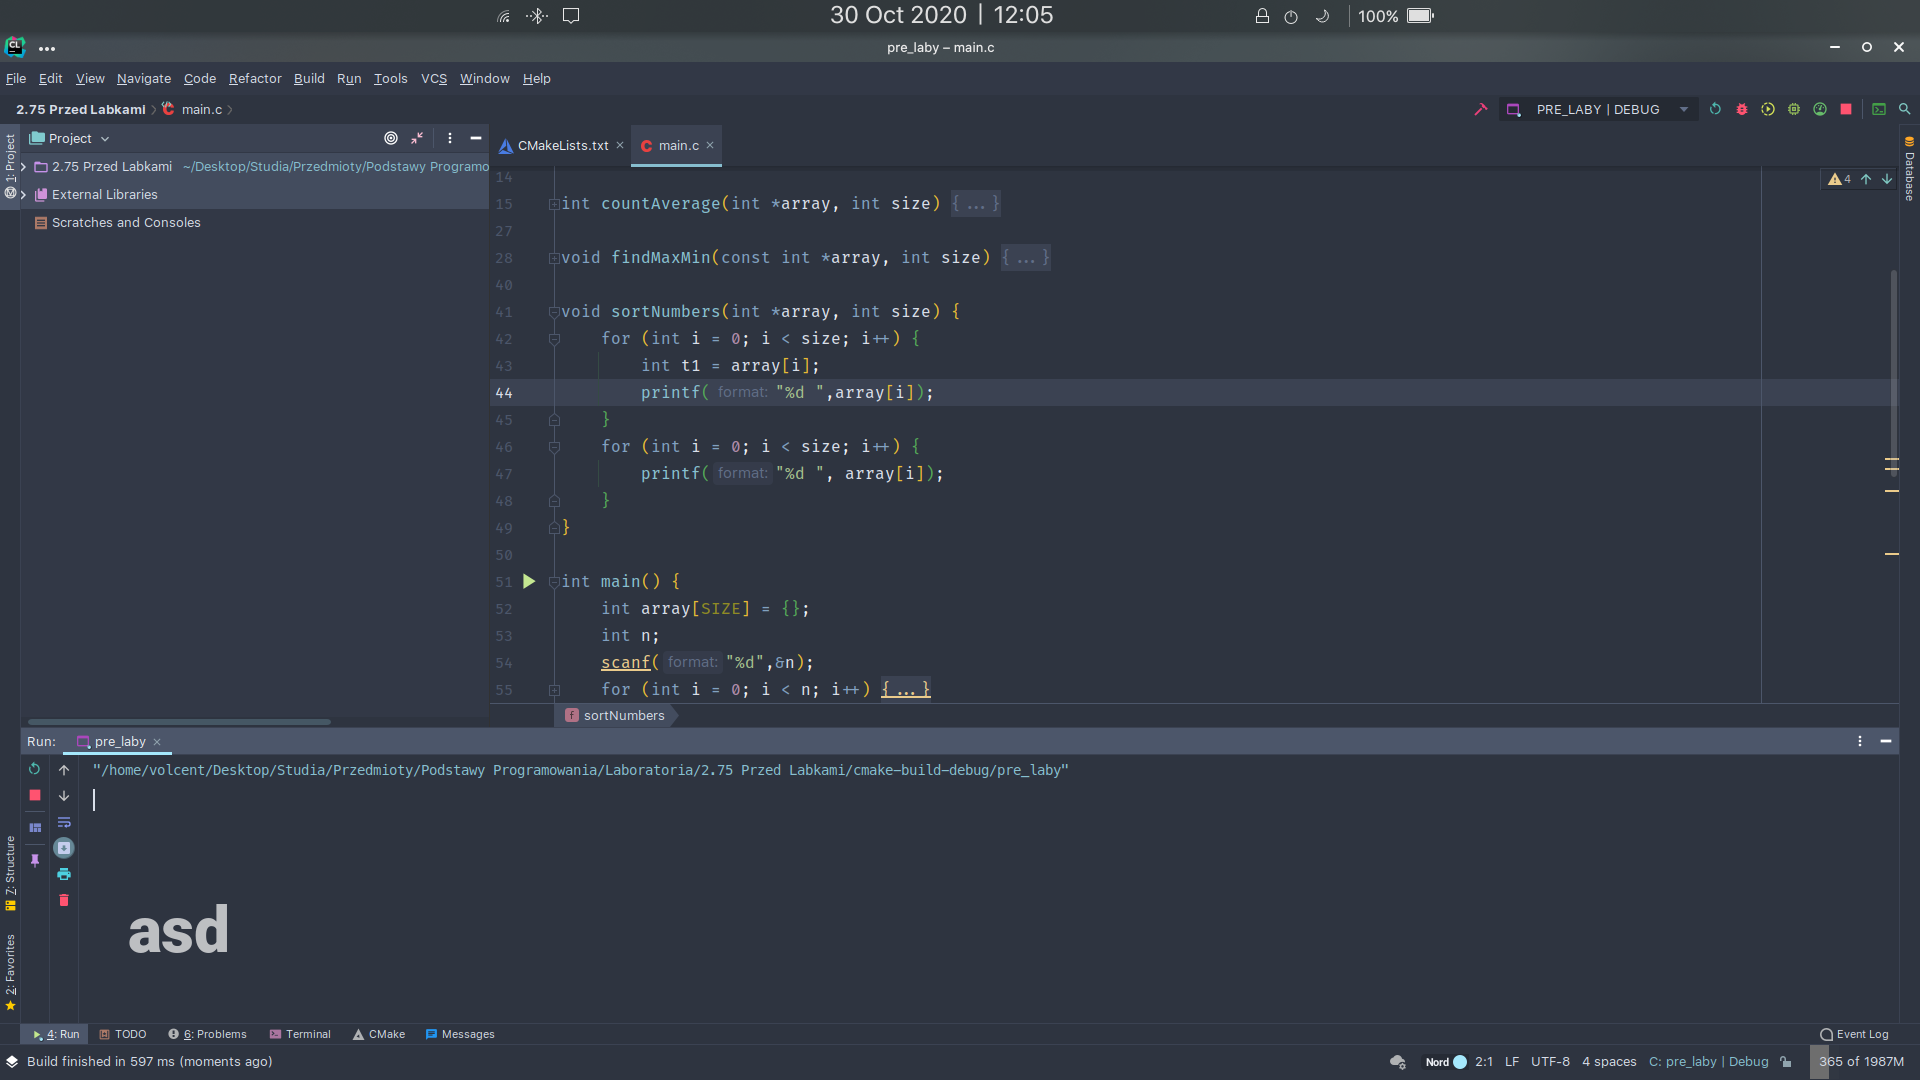 30 Oct 2020 | 12:05
100%
CL
pre_laby – main.c
File Edit View Navigate Code Refactor Build Run Tools VCS Window Help
2.75 Przed Labkami main.c
PRE_LABY | DEBUG
1: Project
Project
2.75 Przed Labkami ~/Desktop/Studia/Przedmioty/Podstawy Programo
External Libraries
Scratches and Consoles
CMakeLists.txt
main.c
4
Database
14
15 int countAverage(int *array, int size) {...}
27
28 void findMaxMin(const int *array, int size) {...}
40
41 void sortNumbers(int *array, int size) {
42 for (int i = 0; i < size; i++) {
43 int t1 = array[i];
44 printf( format: "%d ",array[i]);
45 }
46 for (int i = 0; i < size; i++) {
47 printf( format: "%d ", array[i]);
48 }
49 }
50
51 int main() {
52 int array[SIZE] = {};
53 int n;
54 scanf( format: "%d",&n);
55 for (int i = 0; i < n; i++) {...}
f sortNumbers
Run: pre_laby
"/home/volcent/Desktop/Studia/Przedmioty/Podstawy Programowania/Laboratoria/2.75 Przed Labkami/cmake-build-debug/pre_laby"
asd
7: Structure
2: Favorites
4: Run TODO 6: Problems Terminal CMake Messages
Event Log
Build finished in 597 ms (moments ago)
Nord 2:1 LF UTF-8 4 spaces C: pre_laby | Debug 365 of 1987M